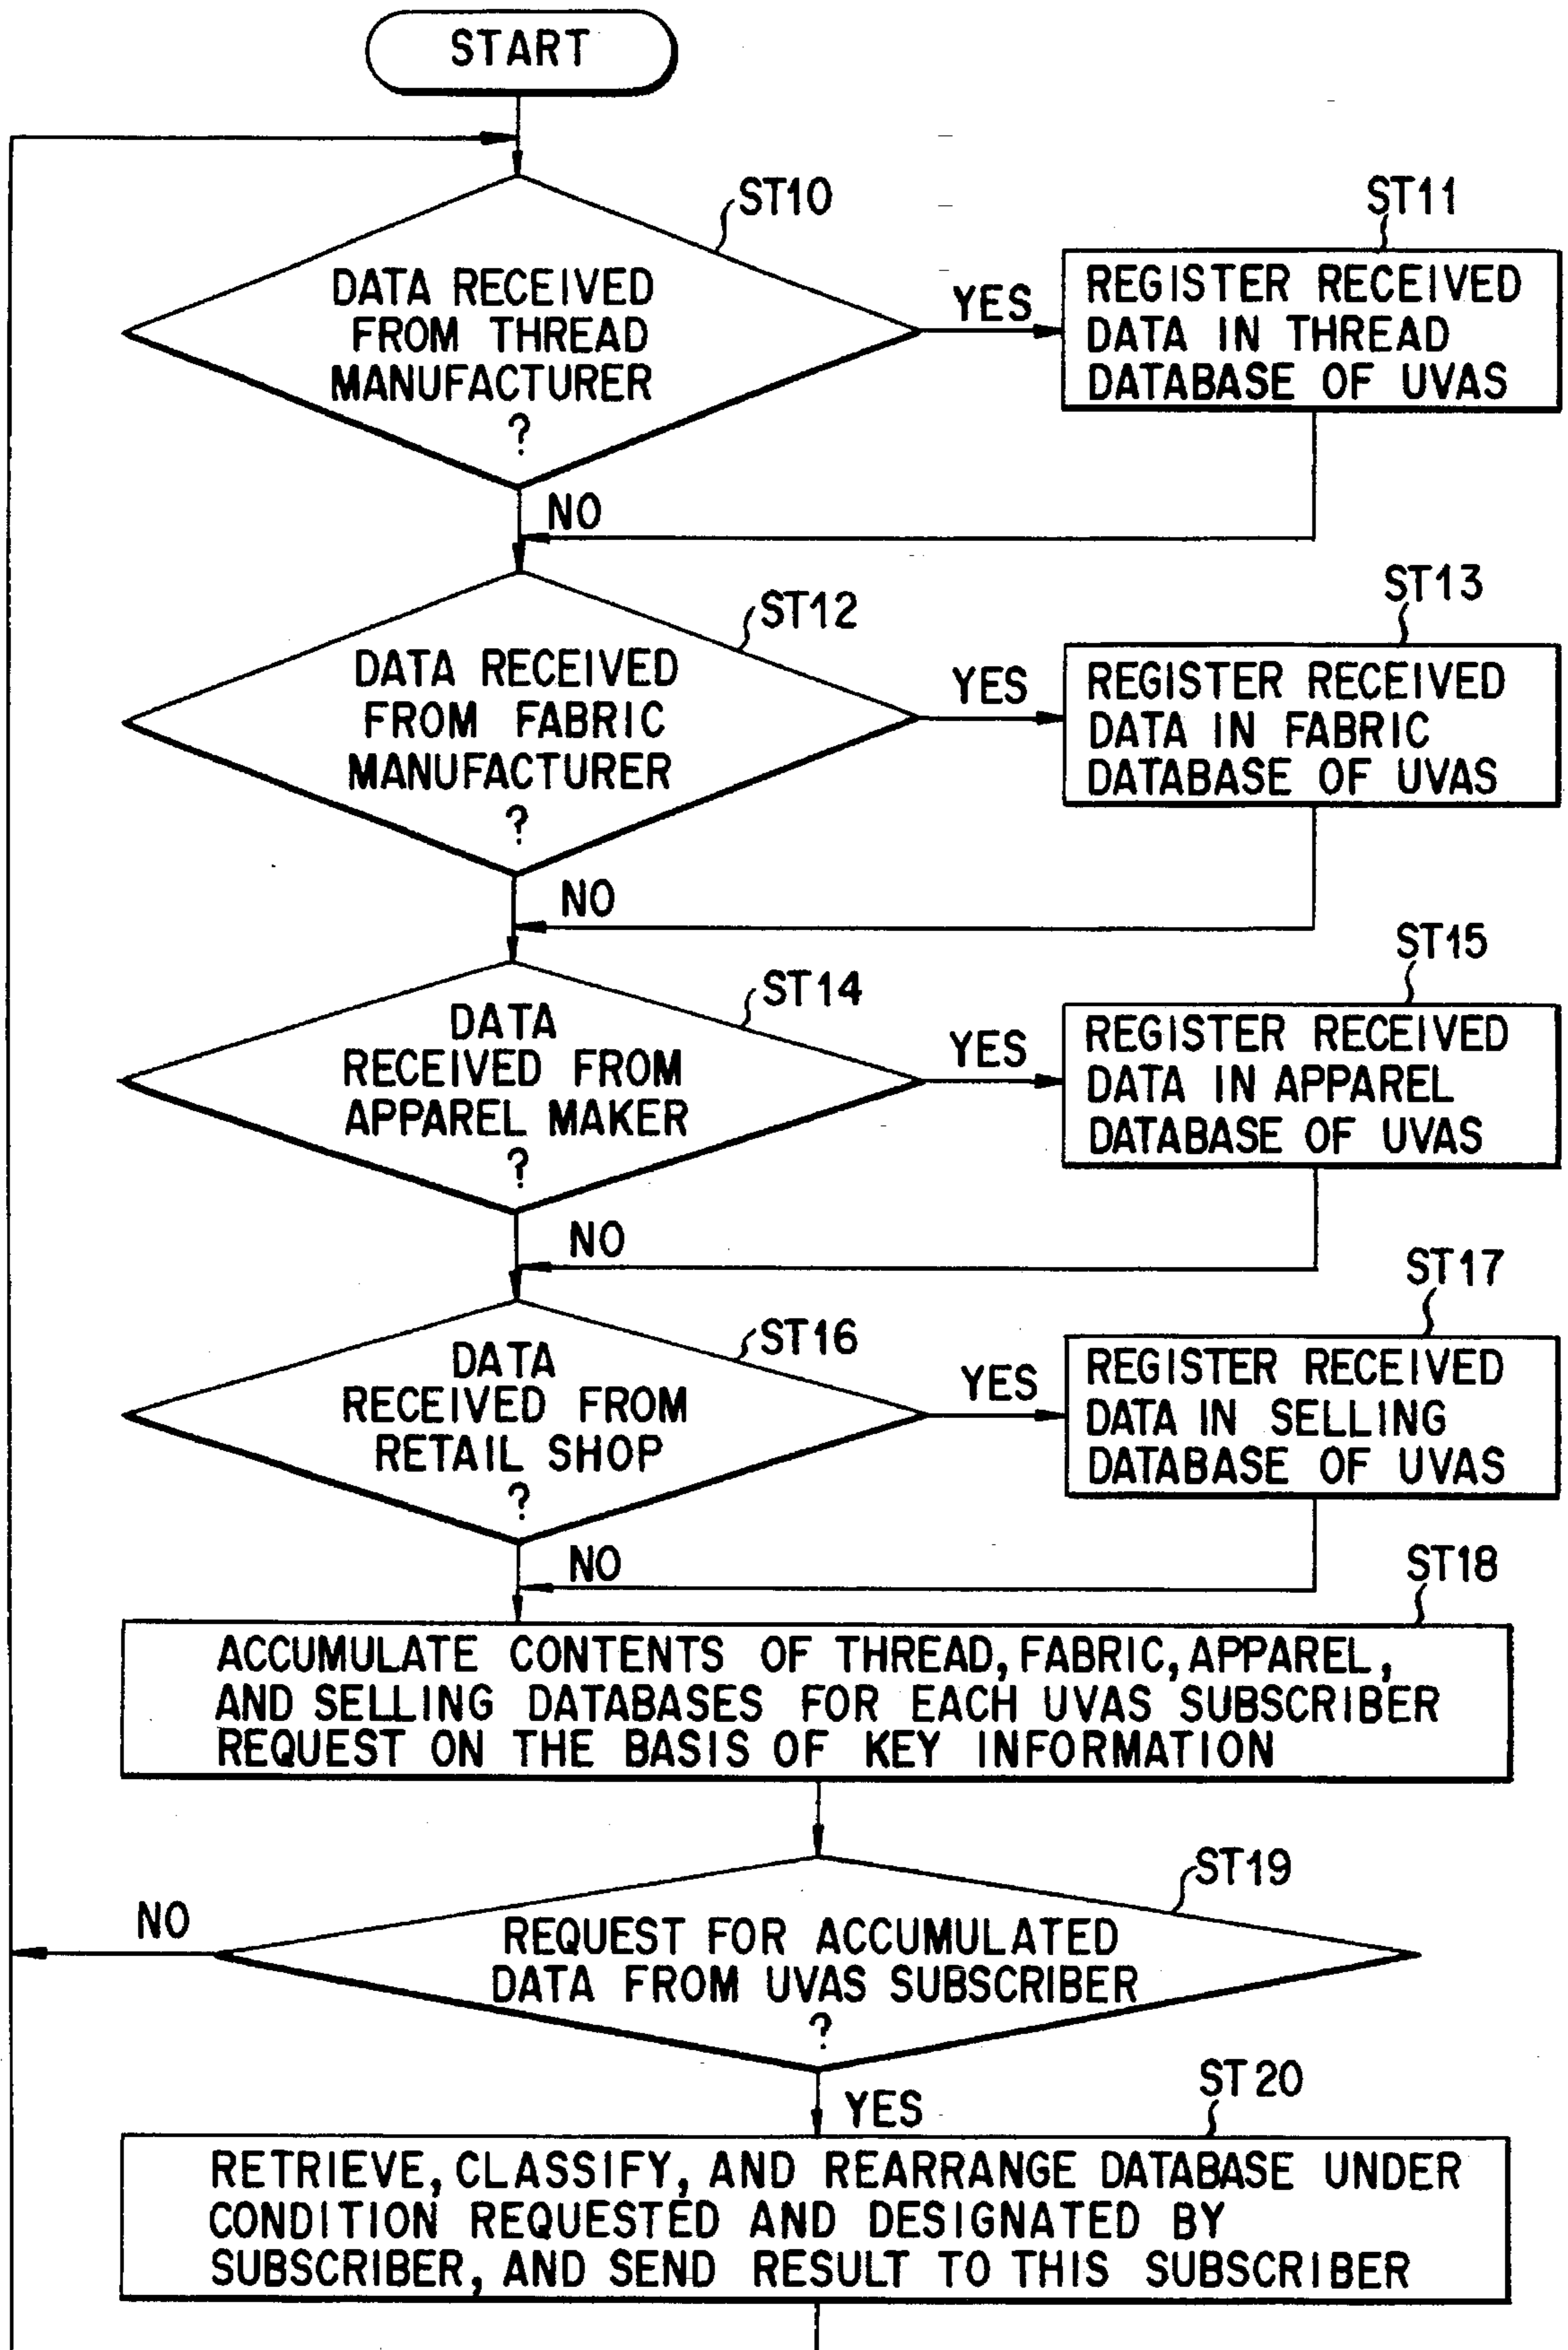 START
ST10
DATA RECEIVED
FROM THREAD
MANUFACTURER
?
YES
ST11
REGISTER RECEIVED
DATA IN THREAD
DATABASE OF UVAS
NO
ST12
DATA RECEIVED
FROM FABRIC
MANUFACTURER
?
YES
ST13
REGISTER RECEIVED
DATA IN FABRIC
DATABASE OF UVAS
NO
ST14
DATA
RECEIVED FROM
APPAREL MAKER
?
YES
ST15
REGISTER RECEIVED
DATA IN APPAREL
DATABASE OF UVAS
NO
ST16
DATA
RECEIVED FROM
RETAIL SHOP
?
YES
ST17
REGISTER RECEIVED
DATA IN SELLING
DATABASE OF UVAS
NO
ST18
ACCUMULATE CONTENTS OF THREAD, FABRIC, APPAREL,
AND SELLING DATABASES FOR EACH UVAS SUBSCRIBER
REQUEST ON THE BASIS OF KEY INFORMATION
ST19
REQUEST FOR ACCUMULATED
DATA FROM UVAS SUBSCRIBER
?
NO
YES
ST20
RETRIEVE, CLASSIFY, AND REARRANGE DATABASE UNDER
CONDITION REQUESTED AND DESIGNATED BY
SUBSCRIBER, AND SEND RESULT TO THIS SUBSCRIBER